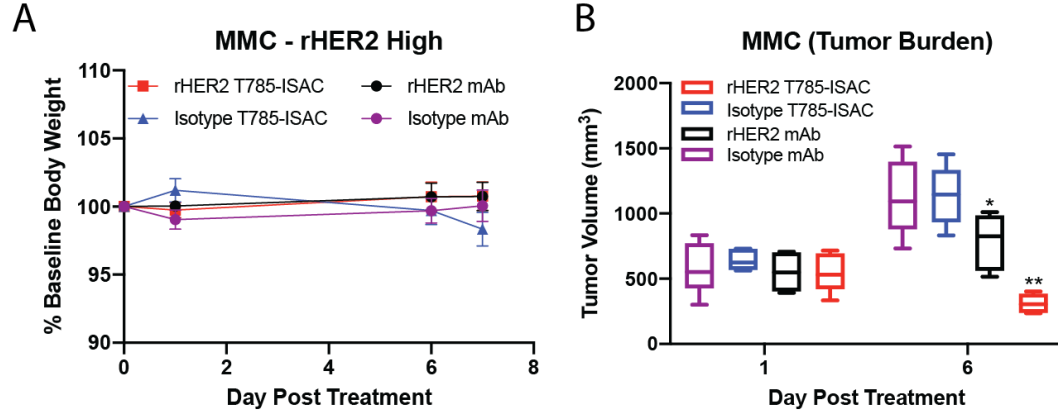 A
MMC - rHER2 High
rHER2 T785-ISAC
rHER2 mAb
Isotype T785-ISAC
Isotype mAb
% Baseline Body Weight
110
105
100
95
90
0
2
4
6
8
Day Post Treatment
B
MMC (Tumor Burden)
rHER2 T785-ISAC
Isotype T785-ISAC
rHER2 mAb
Isotype mAb
Tumor Volume (mm³)
2000
1500
1000
500
0
*
**
1
6
Day Post Treatment